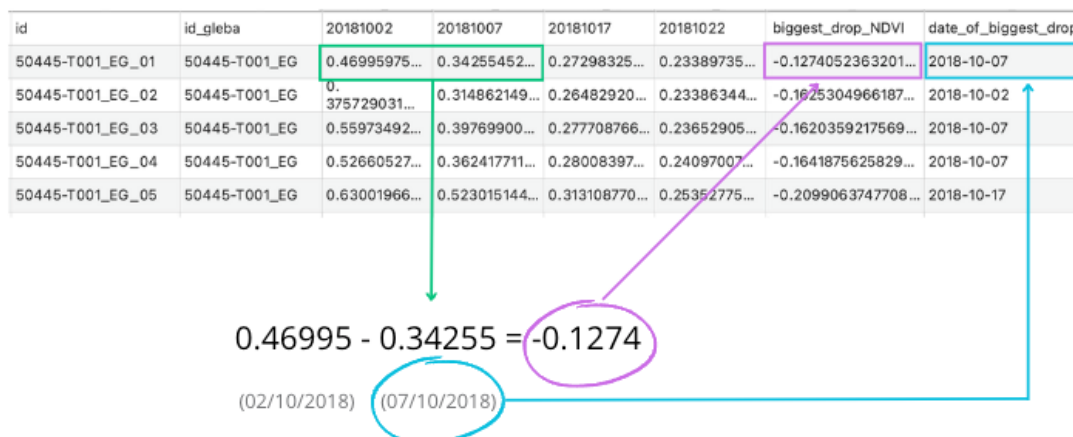 id id_gleba 20181002 20181007 20181017 20181022 biggest_drop_NDVI date_of_biggest_drop
50445-T001_EG_01 50445-T001_EG 0.46995975... 0.34255452... 0.27298325... 0.23389735... -0.1274052363201... 2018-10-07
50445-T001_EG_02 50445-T001_EG 0.375729031... 0.314862149... 0.26482920... 0.23386344... -0.1625304966187... 2018-10-02
50445-T001_EG_03 50445-T001_EG 0.55973492... 0.39769900... 0.277708766... 0.23652905... -0.1620359217569... 2018-10-07
50445-T001_EG_04 50445-T001_EG 0.52660527... 0.362417711... 0.28008397... 0.24097007... -0.1641875625829... 2018-10-07
50445-T001_EG_05 50445-T001_EG 0.63001966... 0.523015144... 0.313108770... 0.25352775... -0.2099063747708... 2018-10-17
0.46995 - 0.34255 = -0.1274
(02/10/2018) (07/10/2018)